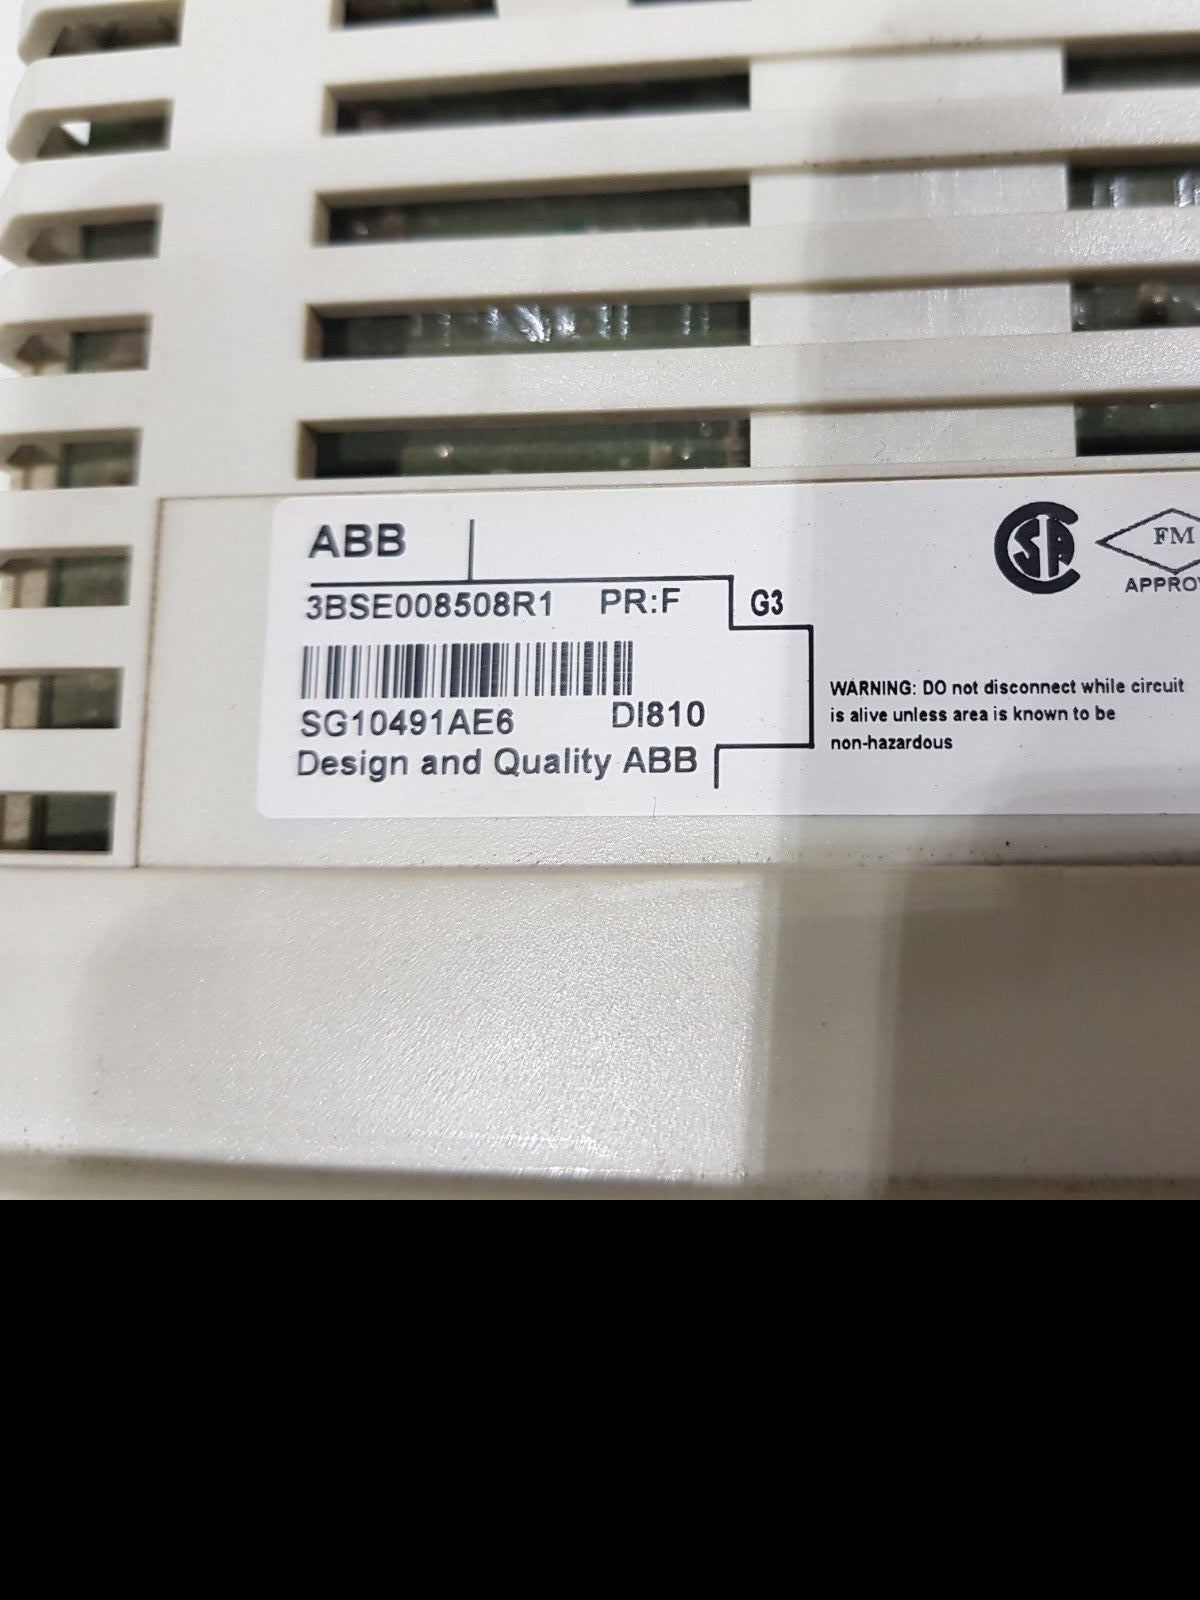 ABB
3BSE008508R1 PR:F G3
SG10491AE6 DI810
Design and Quality ABB
FM
WARNING: DO not disconnect while circuit
is alive unless area is known to be
non-hazardous